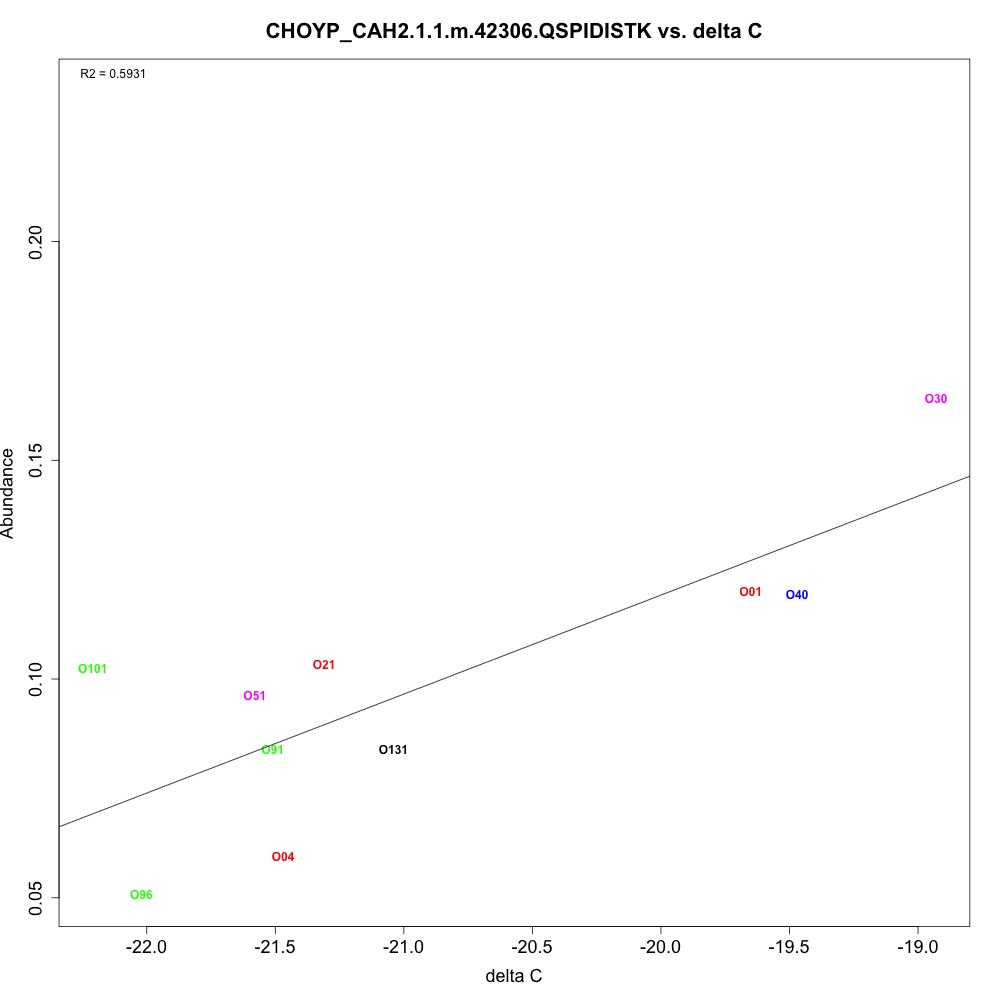 CHOYP_CAH2.1.1.m.42306.QSPIDISTK vs. delta C
R2 = 0.5931
0.20
O30
0.15
Abundance
O01
O40
O21
O101
0.10
O51
O91
O131
O04
O96
0.05
-22.0 -21.5 -21.0 -20.5 -20.0 -19.5 -19.0
delta C